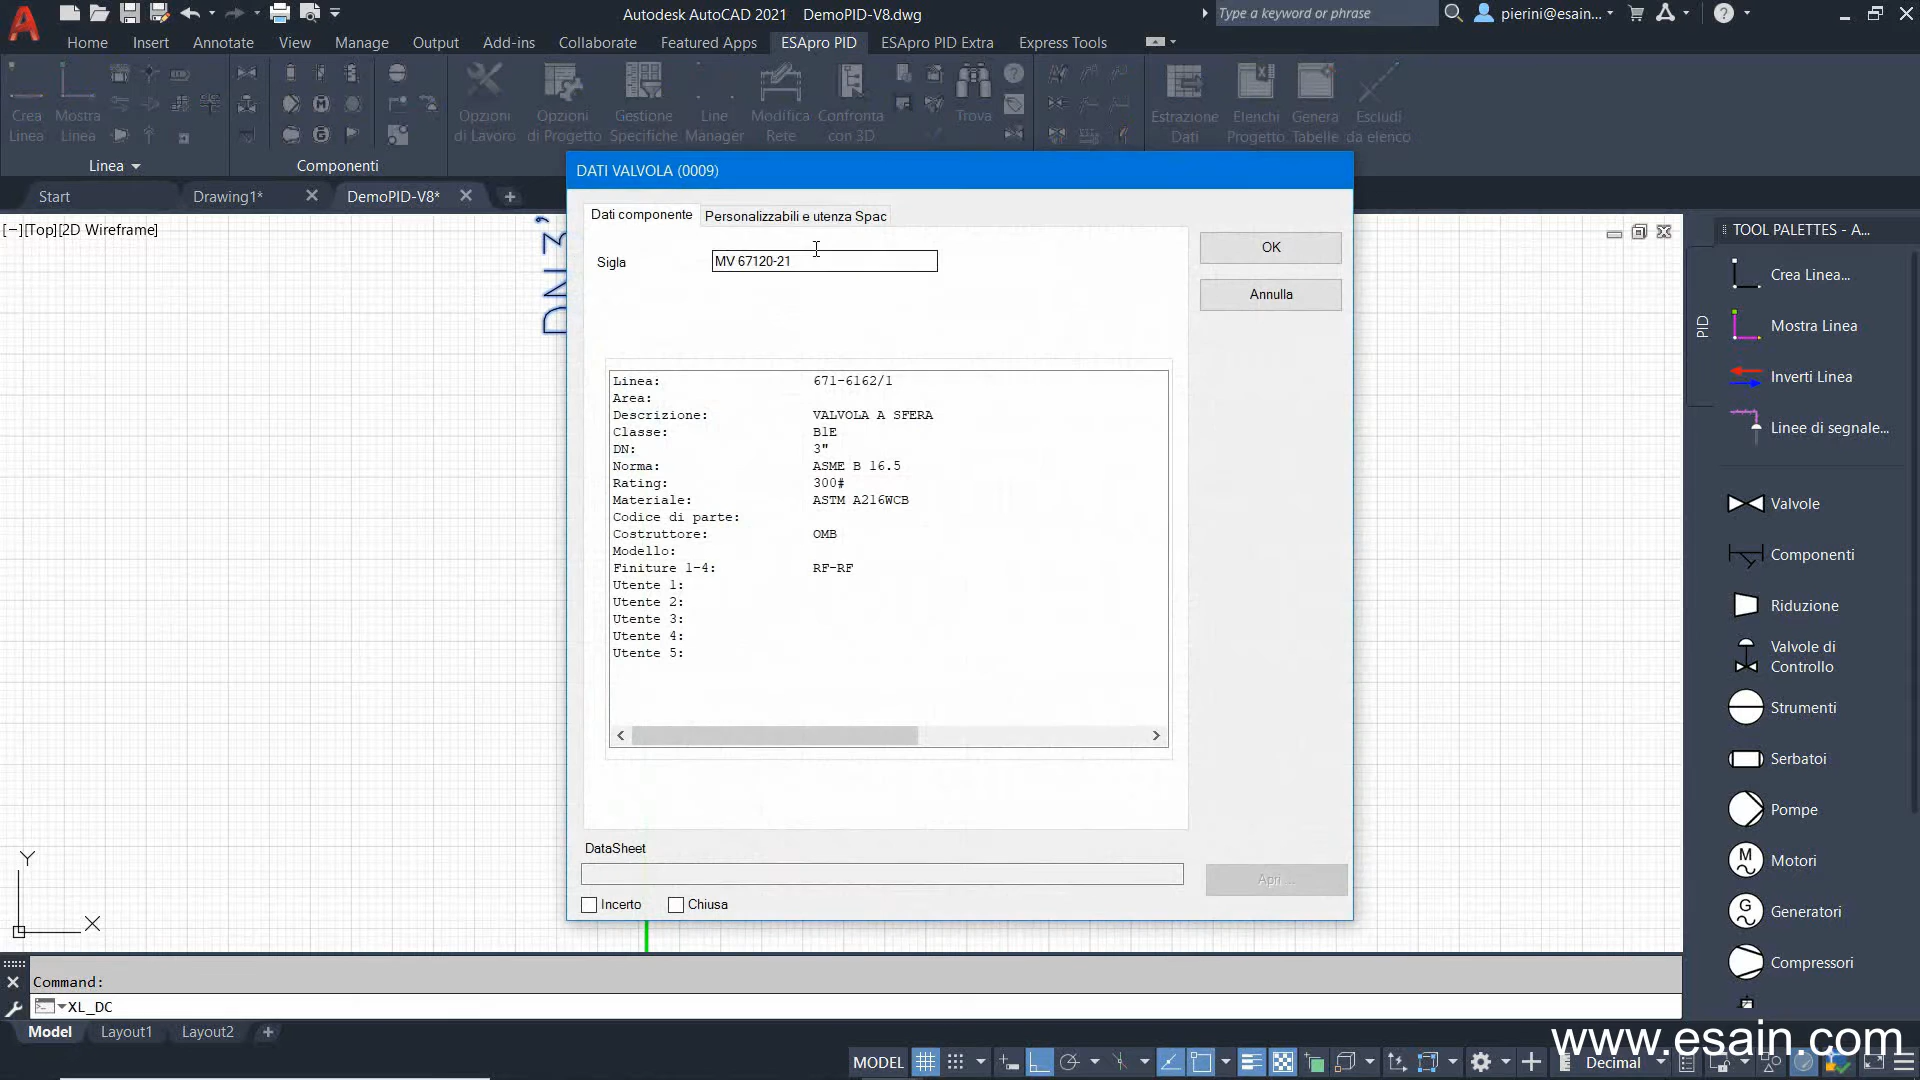 Autodesk AutoCAD 2021 DemoPID-V8.dwg
Type a keyword or phrase
pierini@esain...
Home Insert Annotate View Manage Output Add-ins Collaborate Featured Apps ESApro PID ESApro PID Extra Express Tools
Crea Linea
Mostra Linea
Opzioni di Lavoro
Opzioni di Progetto
Gestione Specifiche
Line Manager
Modifica Rete
Confronta con 3D
Trova
Estrazione Dati
Elenchi Progetto
Genera Tabelle
Escludi da elenco
Linea
Componenti
DATI VALVOLA (0009)
Start
Drawing1*
DemoPID-V8*
[−][Top][2D Wireframe]
DN 3"
Dati componente
Personalizzabili e utenza Spac
Sigla
MV 67120-21
OK
Annulla
Linea: 671-6162/1
Area:
Descrizione: VALVOLA A SFERA
Classe: B1E
DN: 3"
Norma: ASME B 16.5
Rating: 300#
Materiale: ASTM A216WCB
Codice di parte:
Costruttore: OMB
Modello:
Finiture 1-4: RF-RF
Utente 1:
Utente 2:
Utente 3:
Utente 4:
Utente 5:
DataSheet
Apri ...
Incerto
Chiusa
TOOL PALETTES - A...
PID
Crea Linea...
Mostra Linea
Inverti Linea
Linee di segnale...
Valvole
Componenti
Riduzione
Valvole di
Controllo
Strumenti
Serbatoi
Pompe
M
Motori
G
Generatori
Compressori
Y
X
Command:
XL_DC
Model Layout1 Layout2
www.esain.com
MODEL
Decimal